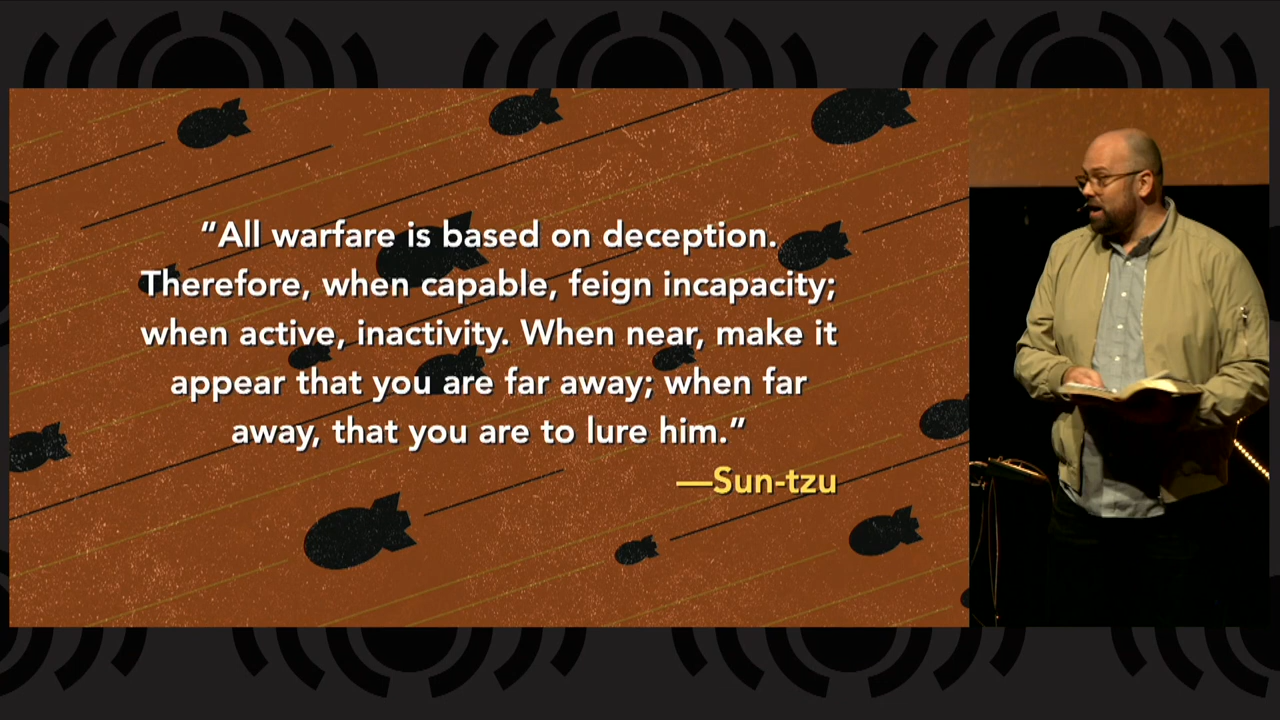 “All warfare is based on deception.
Therefore, when capable, feign incapacity;
when active, inactivity. When near, make it
appear that you are far away; when far
away, that you are to lure him.”
—Sun-tzu